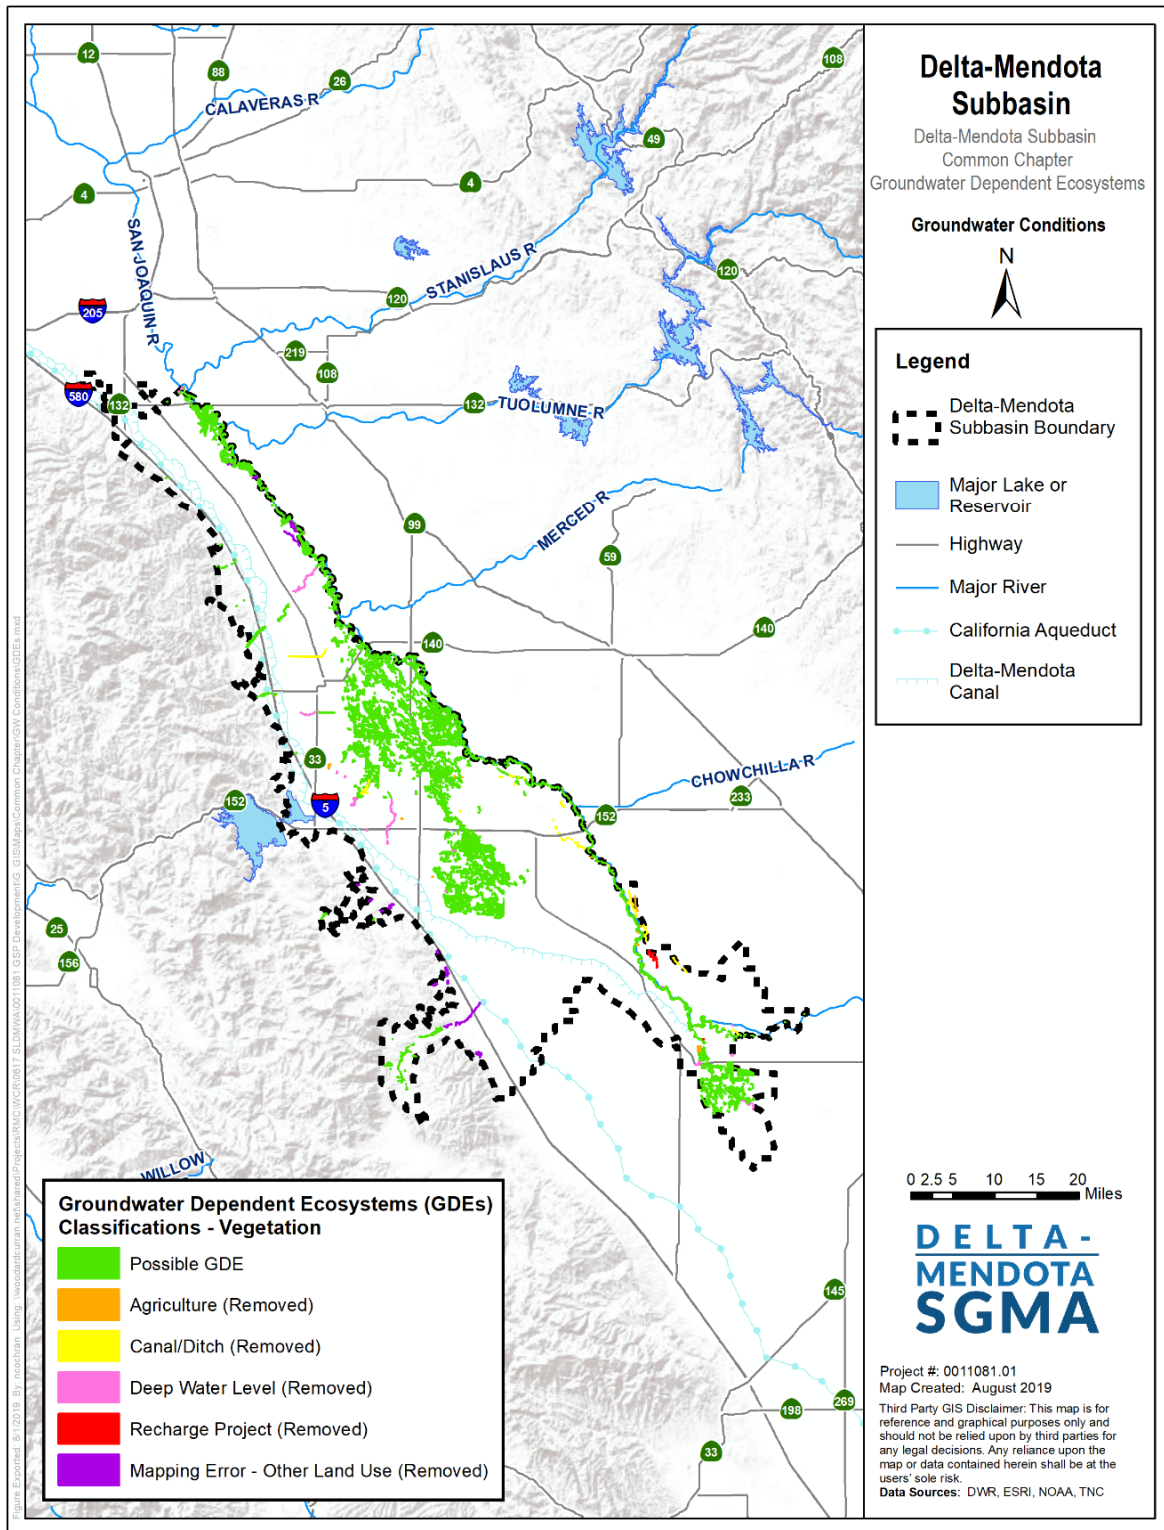 Delta-Mendota
Subbasin
Delta-Mendota Subbasin
Common Chapter
Groundwater Dependent Ecosystems
Groundwater Conditions
N
Legend
Delta-Mendota
Subbasin Boundary
Major Lake or
Reservoir
Highway
Major River
California Aqueduct
Delta-Mendota
Canal
0 2.5 5 10 15 20
Miles
DELTA-
MENDOTA
SGMA
Project #: 0011081.01
Map Created: August 2019
Third Party GIS Disclaimer: This map is for
reference and graphical purposes only and
should not be relied upon by third parties for
any legal decisions. Any reliance upon the
map or data contained herein shall be at the
users' sole risk.
Data Sources: DWR, ESRI, NOAA, TNC
12
88
26
108
CALAVERAS R
49
4
4
SAN JOAQUIN R
STANISLAUS R
120
120
205
219
108
580
132
132
TUOLUMNE R
MERCED R
99
59
140
140
33
5
152
CHOWCHILLA R
233
152
25
156
WILLOW
145
269
198
33
Groundwater Dependent Ecosystems (GDEs)
Classifications - Vegetation
Possible GDE
Agriculture (Removed)
Canal/Ditch (Removed)
Deep Water Level (Removed)
Recharge Project (Removed)
Mapping Error - Other Land Use (Removed)